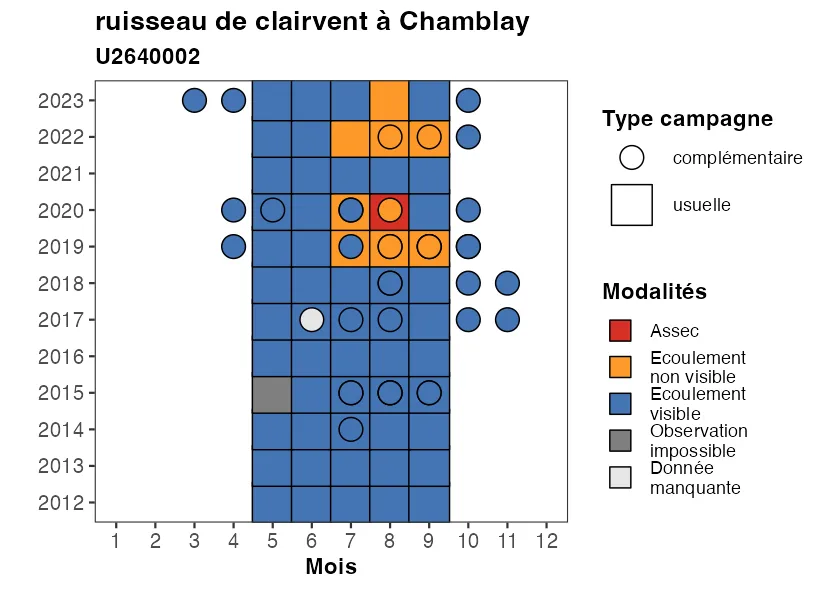 ruisseau de clairvent à Chamblay
U2640002
2023
2022
2021
2020
2019
2018
2017
2016
2015
2014
2013
2012
1 2 3 4 5 6 7 8 9 10 11 12
Mois
Type campagne
complémentaire
usuelle
Modalités
Assec
Ecoulement
non visible
Ecoulement
visible
Observation
impossible
Donnée
manquante